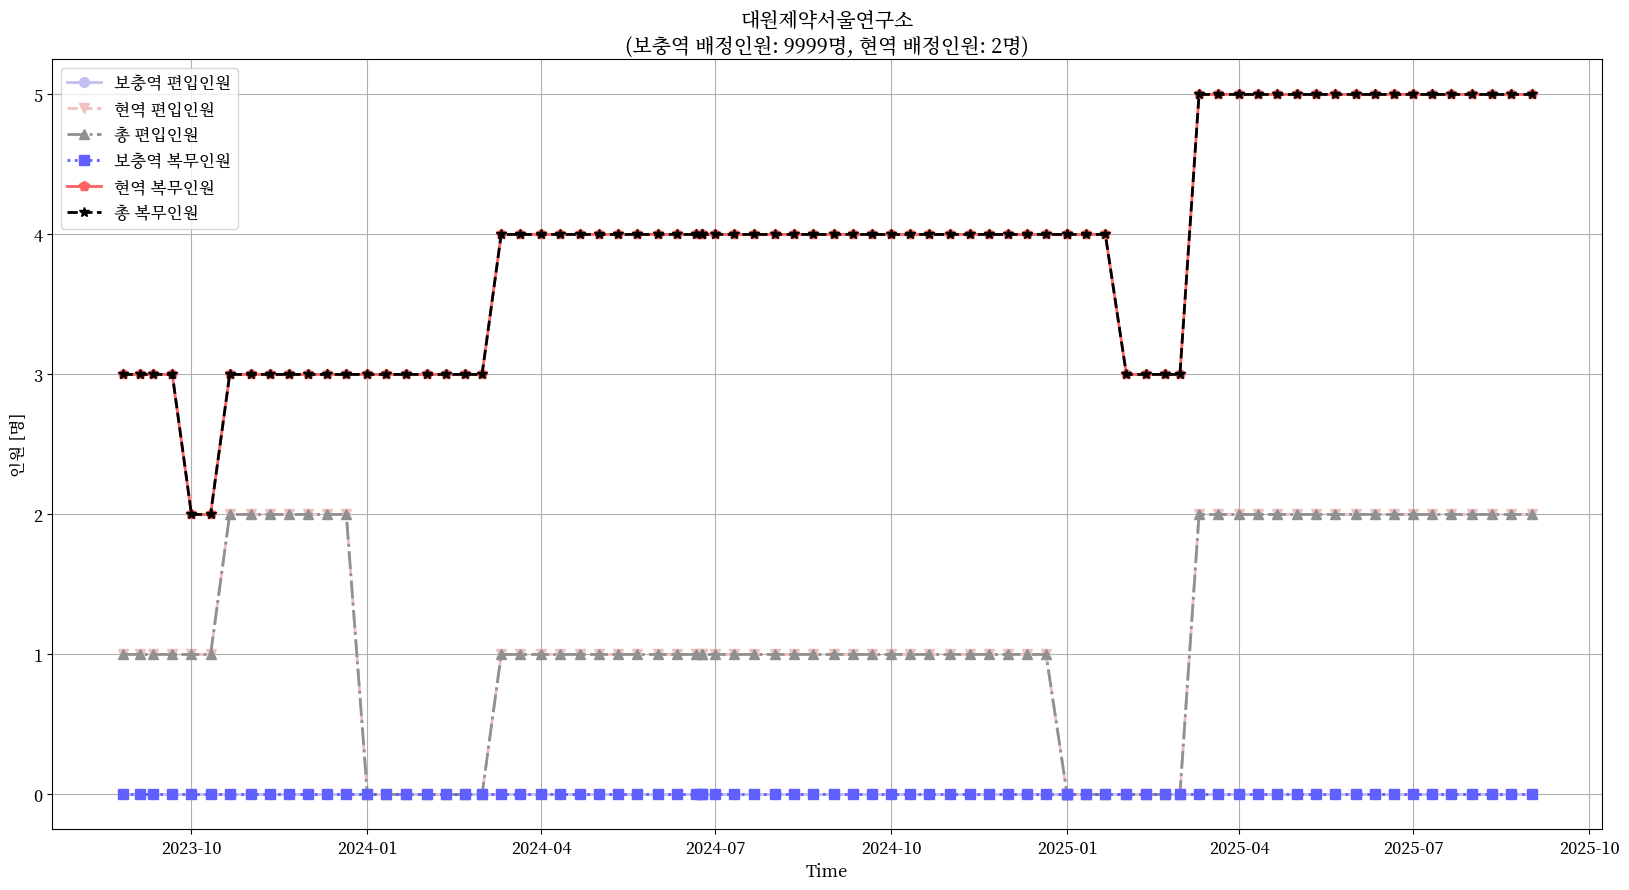 대원제약서울연구소
(보충역 배정인원: 9999명, 현역 배정인원: 2명)
보충역 편입인원
현역 편입인원
총 편입인원
보충역 복무인원
현역 복무인원
총 복무인원
인원 [명]
5
4
3
2
1
0
2023-10
2024-01
2024-04
2024-07
2024-10
2025-01
2025-04
2025-07
2025-10
Time